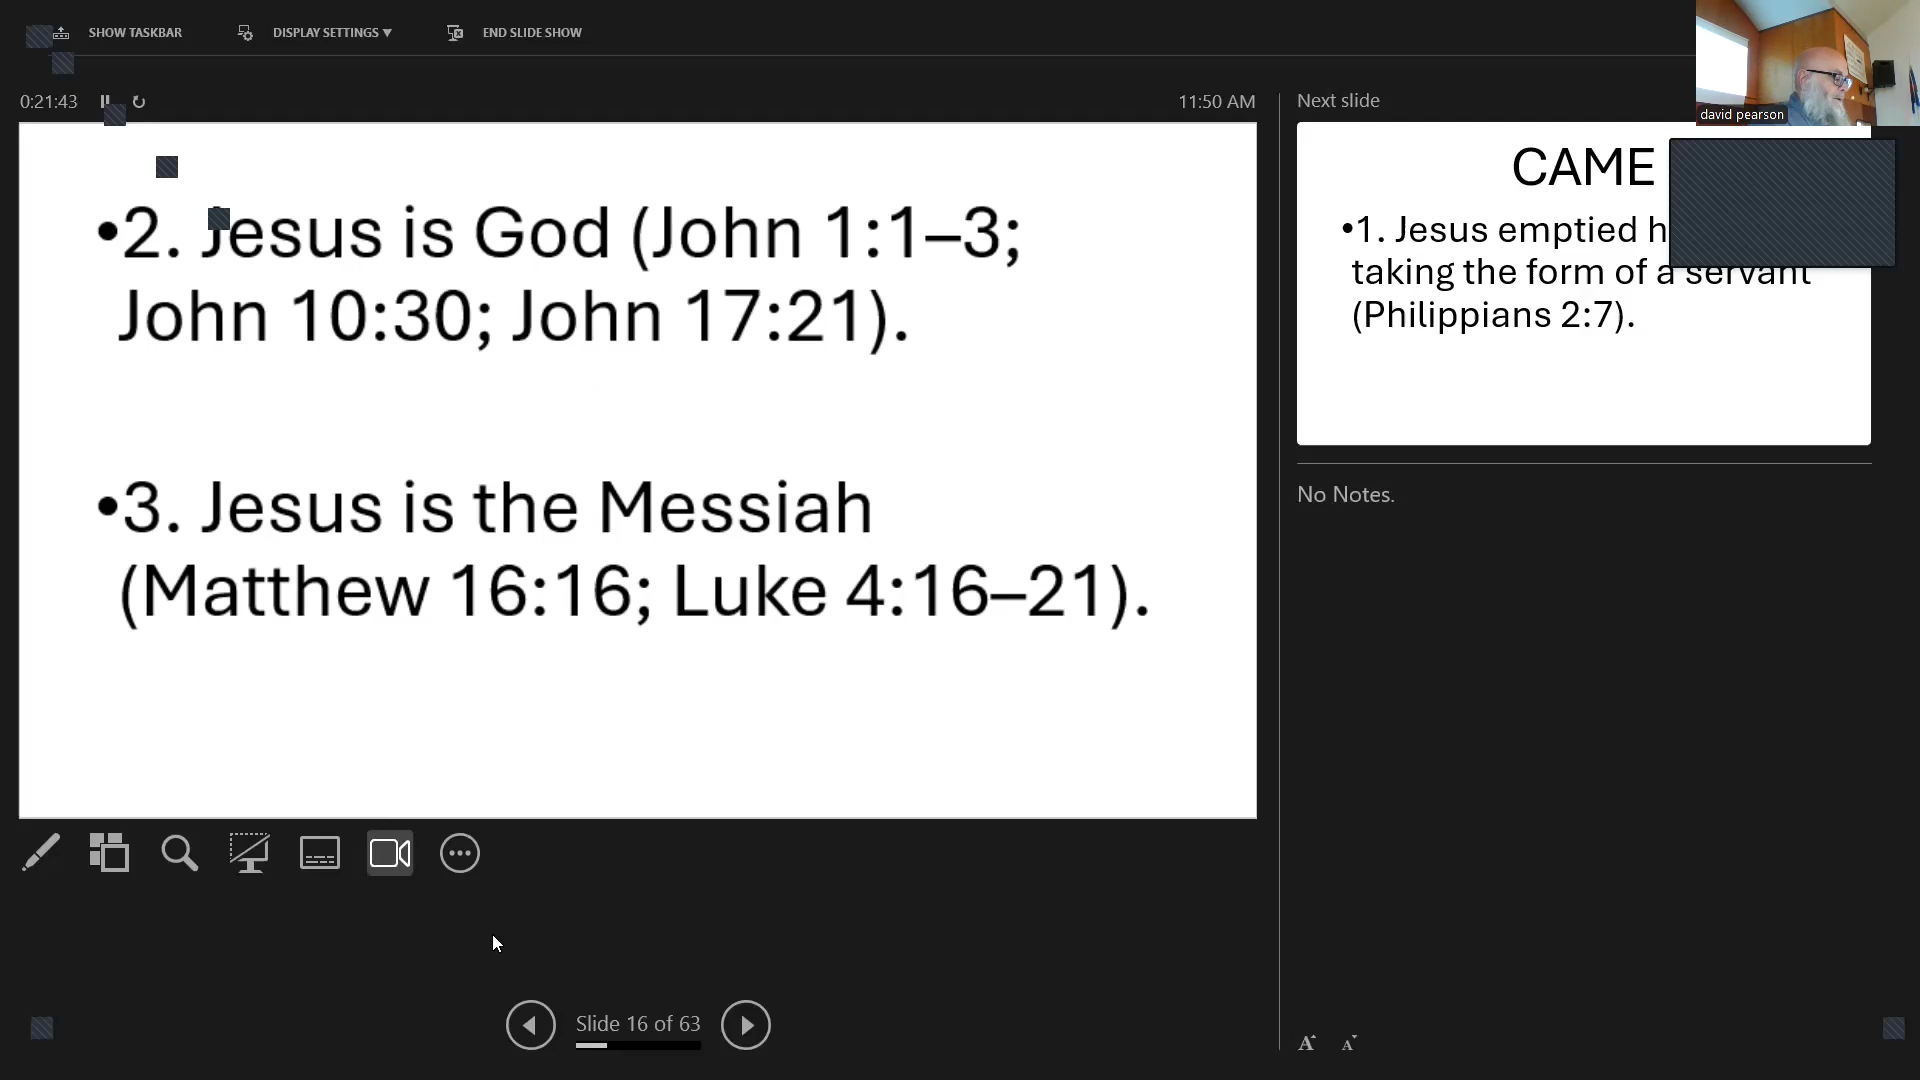 SHOW TASKBAR
DISPLAY SETTINGS ▼
END SLIDE SHOW
0:21:43
11:50 AM
•2. Jesus is God (John 1:1–3;
John 10:30; John 17:21).
•3. Jesus is the Messiah
(Matthew 16:16; Luke 4:16–21).
Slide 16 of 63
Next slide
david pearson
CAME
•1. Jesus emptied
taking the form of a servant
(Philippians 2:7).
No Notes.
A A